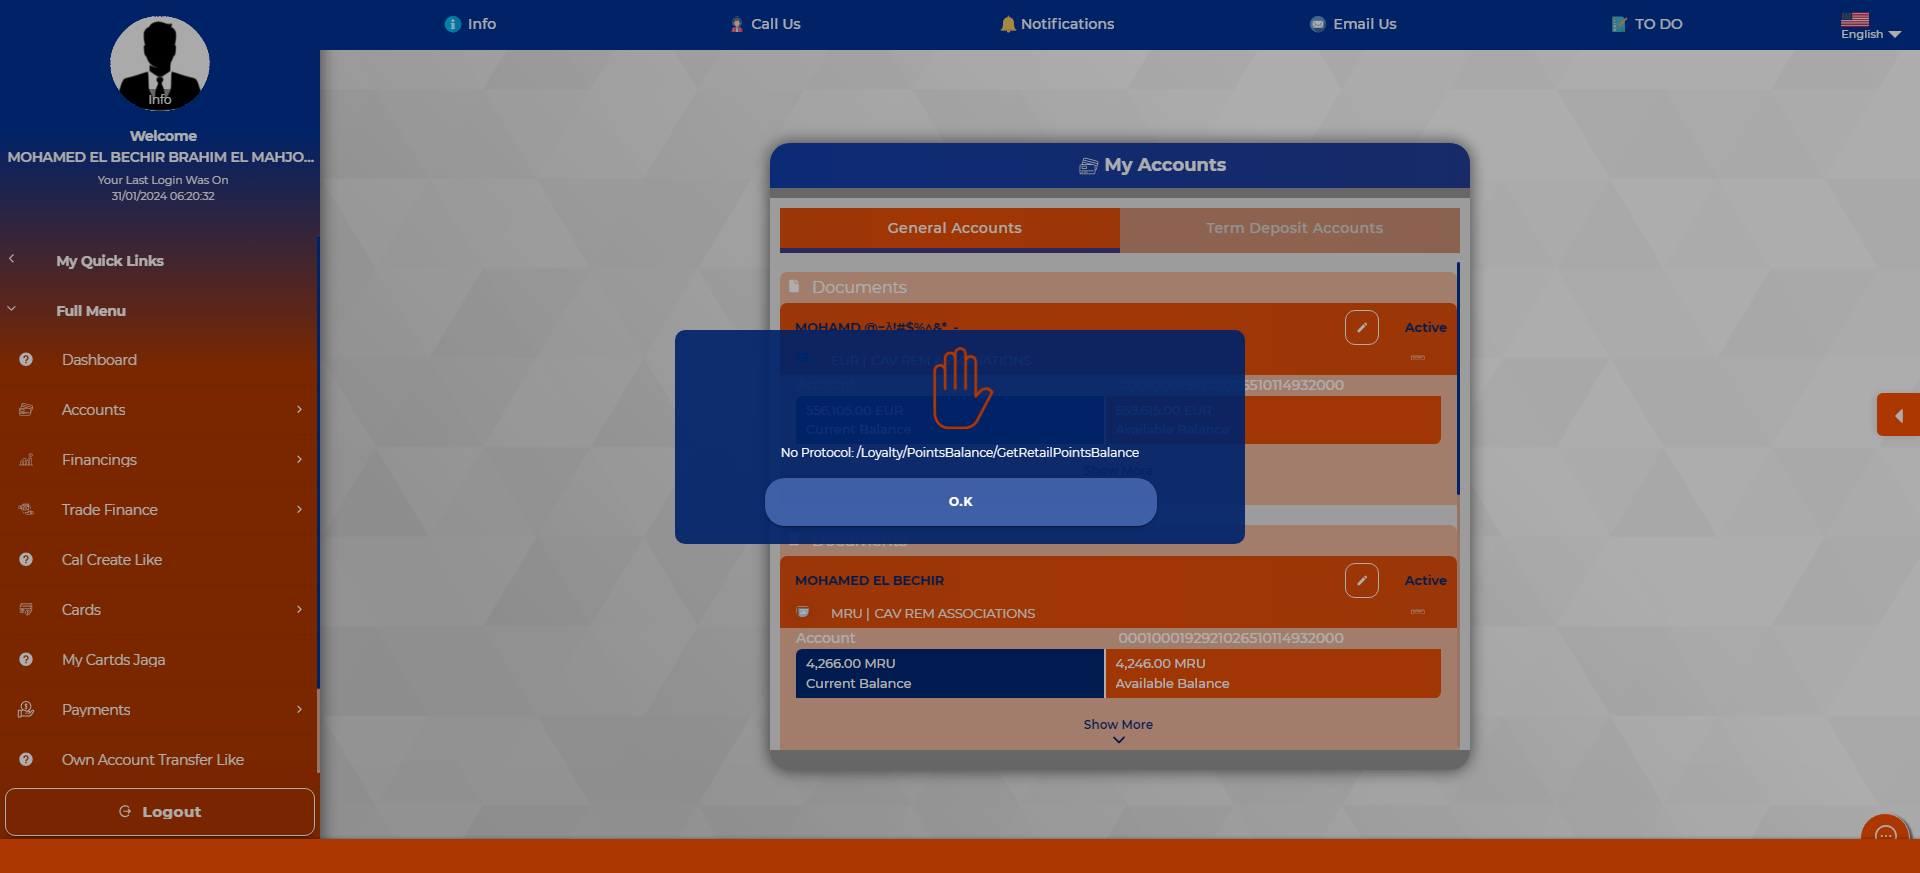 Info
Call Us
Notifications
Email Us
TO DO
English
Info
Welcome
MOHAMED EL BECHIR BRAHIM EL MAHJO...
Your Last Login Was On
31/01/2024 06:20:32
My Quick Links
Full Menu
Dashboard
Accounts
Financings
Trade Finance
Cal Create Like
Cards
My Cartds Jaga
Payments
Own Account Transfer Like
Logout
My Accounts
General Accounts
Term Deposit Accounts
Documents
MOHAMD
Active
EUR | CAV REM
Account
6510114932000
556,105.00 EUR
559,615.00 EUR
Current Balance
Available Balance
No Protocol: /Loyalty/PointsBalance/GetRetailPointsBalance
Show More
O.K
Documents
MOHAMED EL BECHIR
Active
MRU | CAV REM ASSOCIATIONS
Account
0001000192921026510114932000
4,266.00 MRU
4,246.00 MRU
Current Balance
Available Balance
Show More